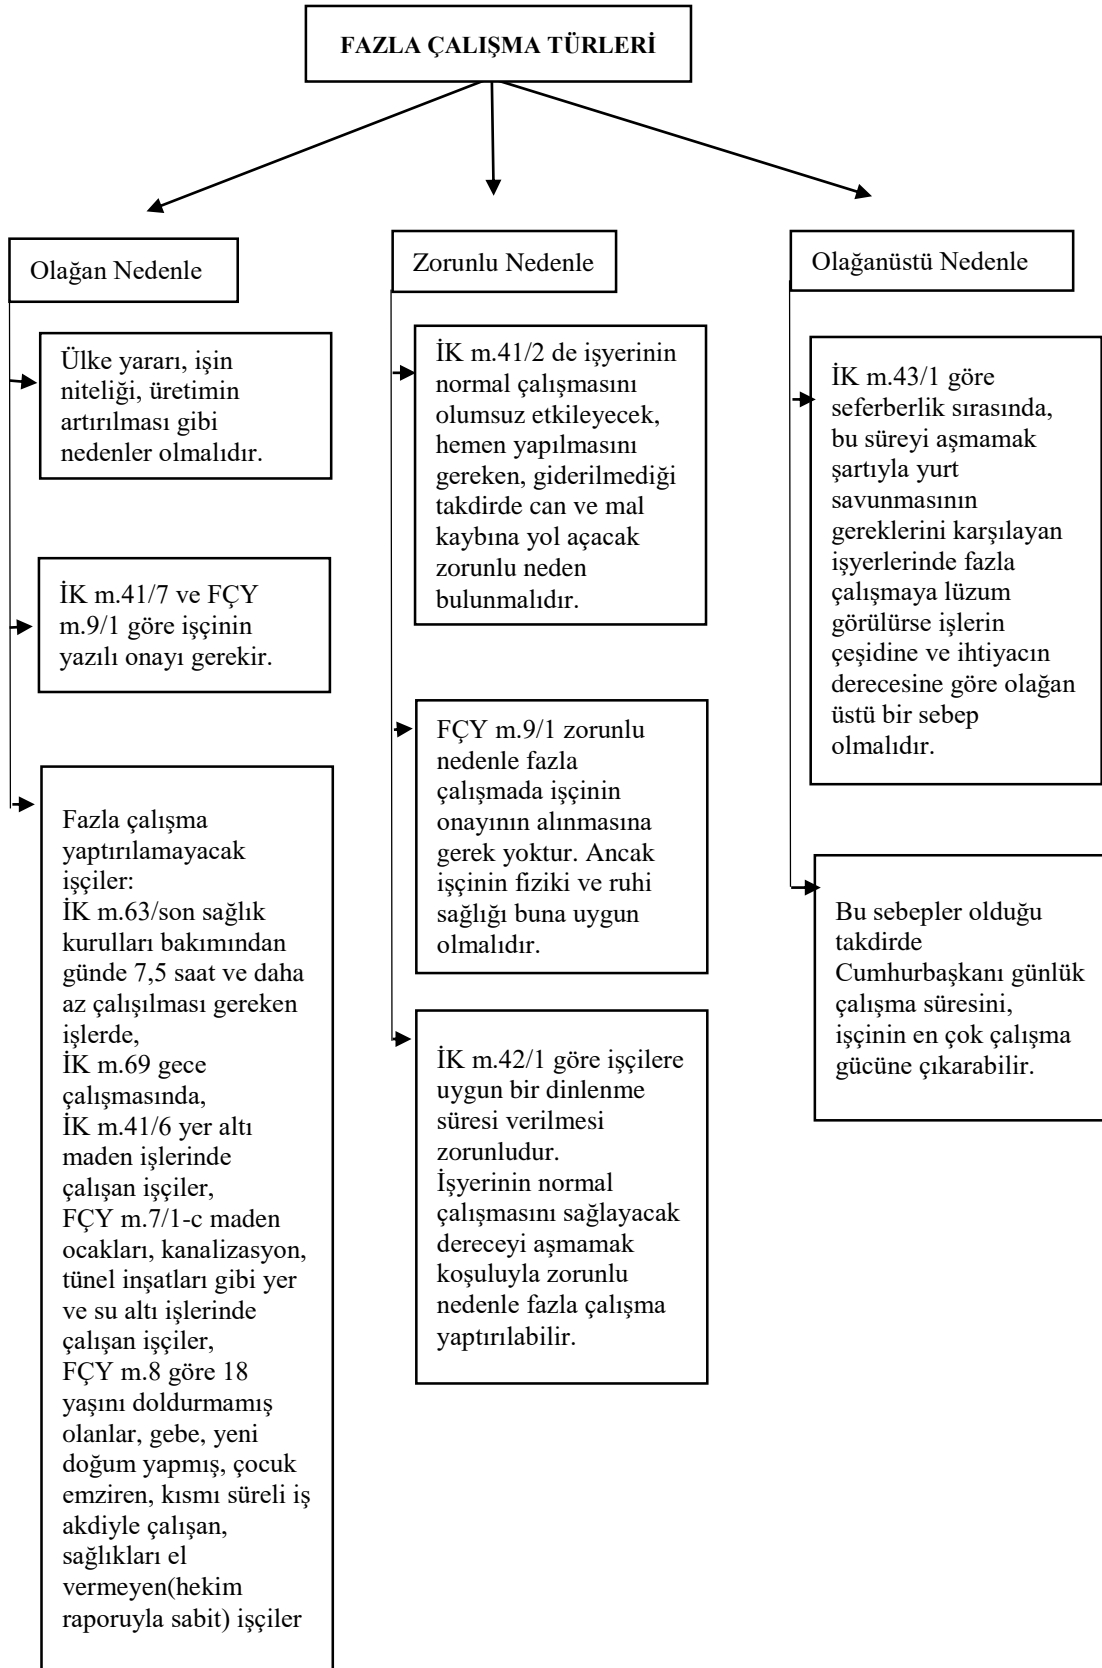 FAZLA ÇALIŞMA TÜRLERİ
Olağan Nedenle
Ülke yararı, işin
niteliği, üretimin
artırılması gibi
nedenler olmalıdır.
İK m.41/7 ve FÇY
m.9/1 göre işçinin
yazılı onayı gerekir.
Fazla çalışma
yaptırılamayacak
işçiler:
İK m.63/son sağlık
kurulları bakımından
günde 7,5 saat ve daha
az çalışılması gereken
işlerde,
İK m.69 gece
çalışmasında,
İK m.41/6 yer altı
maden işlerinde
çalışan işçiler,
FÇY m.7/1-c maden
ocakları, kanalizasyon,
tünel inşatları gibi yer
ve su altı işlerinde
çalışan işçiler,
FÇY m.8 göre 18
yaşını doldurmamış
olanlar, gebe, yeni
doğum yapmış, çocuk
emziren, kısmı süreli iş
akdiyle çalışan,
sağlıkları el
vermeyen(hekim
raporuyla sabit) işçiler
Zorunlu Nedenle
İK m.41/2 de işyerinin
normal çalışmasını
olumsuz etkileyecek,
hemen yapılmasını
gereken, giderilmediği
takdirde can ve mal
kaybına yol açacak
zorunlu neden
bulunmalıdır.
FÇY m.9/1 zorunlu
nedenle fazla
çalışmada işçinin
onayının alınmasına
gerek yoktur. Ancak
işçinin fiziki ve ruhi
sağlığı buna uygun
olmalıdır.
İK m.42/1 göre işçilere
uygun bir dinlenme
süresi verilmesi
zorunludur.
İşyerinin normal
çalışmasını sağlayacak
dereceyi aşmamak
koşuluyla zorunlu
nedenle fazla çalışma
yaptırılabilir.
Olağanüstü Nedenle
İK m.43/1 göre
seferberlik sırasında,
bu süreyi aşmamak
şartıyla yurt
savunmasının
gereklerini karşılayan
işyerlerinde fazla
çalışmaya lüzum
görülürse işlerin
çeşidine ve ihtiyacın
derecesine göre olağan
üstü bir sebep
olmalıdır.
Bu sebepler olduğu
takdirde
Cumhurbaşkanı günlük
çalışma süresini,
işçinin en çok çalışma
gücüne çıkarabilir.